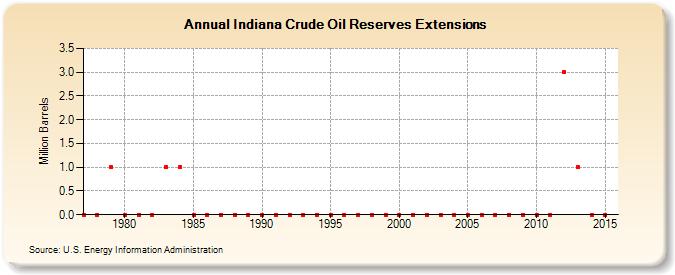 Annual Indiana Crude Oil Reserves Extensions
Million Barrels
3.5
3.0
2.5
2.0
1.5
1.0
0.5
0.0
1980 1985 1990 1995 2000 2005 2010 2015
Source: U.S. Energy Information Administration